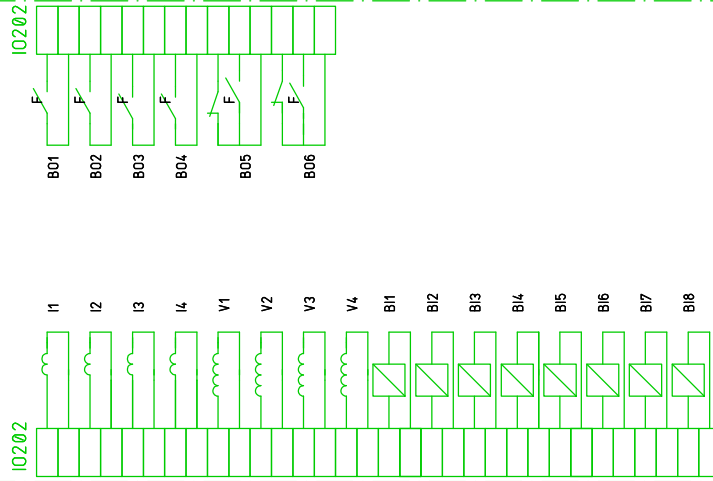 IO202
F F F F F F
BO1 BO2 BO3 BO4 BO5 BO6
I1 I2 I3 I4 V1 V2 V3 V4 BI1 BI2 BI3 BI4 BI5 BI6 BI7 BI8
IO202